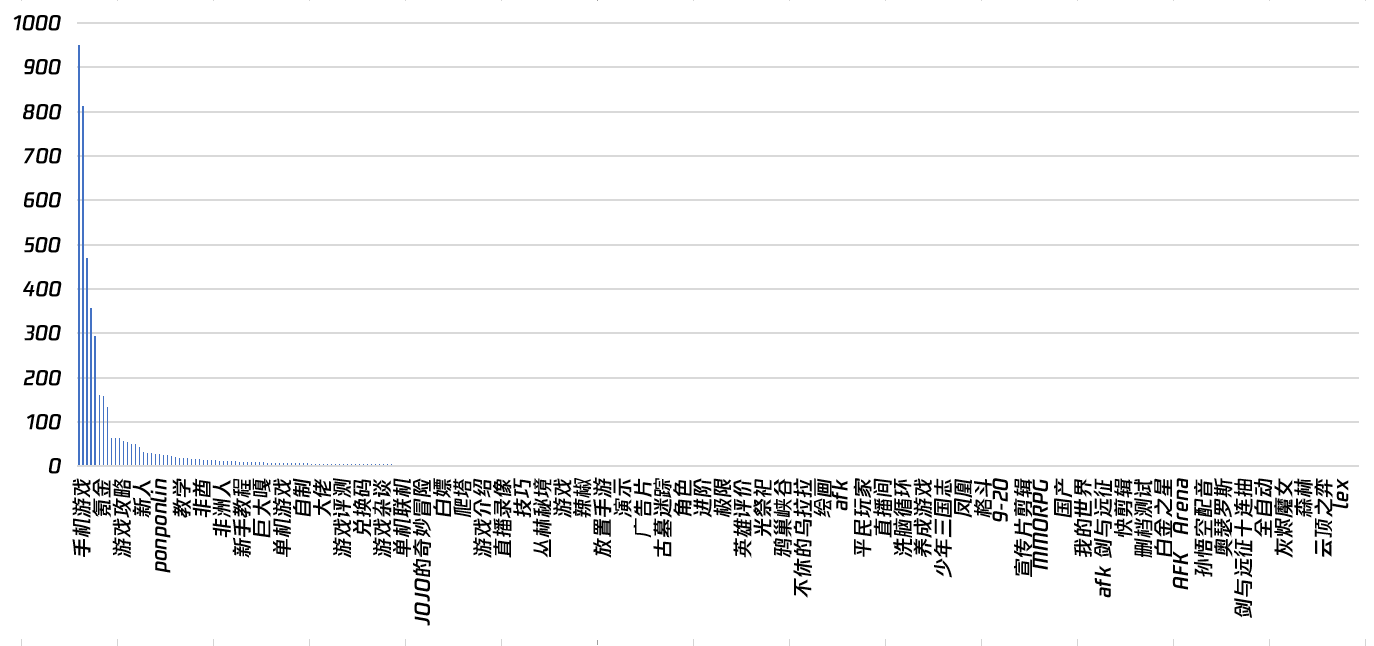 1000
900
800
700
600
500
400
300
200
100
0
手机游戏
氪金
游戏攻略
新人
ponponlin
教学
非酋
非洲人
新手教程
巨大嘎
单机游戏
自制
大佬
游戏评测
兑换码
游戏杂谈
单机联机
JOJO的奇妙冒险
白嫖
爬塔
游戏介绍
直播录像
技巧
丛林秘境
游戏
辣椒
放置手游
演示
广告片
古墓迷踪
角色
进阶
极限
英雄评价
光祭祀
鸦巢峡谷
不休的乌拉拉
绘画
afk
平民玩家
直播间
洗脑循环
养成游戏
少年三国志
凤凰
格斗
9-20
宣传片剪辑
MMORPG
国产
我的世界
afk 剑与远征
快剪辑
删档测试
白金之星
AFK Arena
孙悟空配音
奥瑟罗斯
剑与远征十连抽
全自动
灰烬魔女
森林
云顶之弈
lex